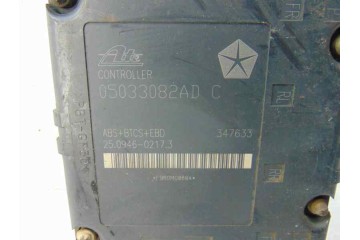 Ate
CONTROLLER
05033082AD C
ABS+BTCS+EBD 347633
25.0946-0217.3